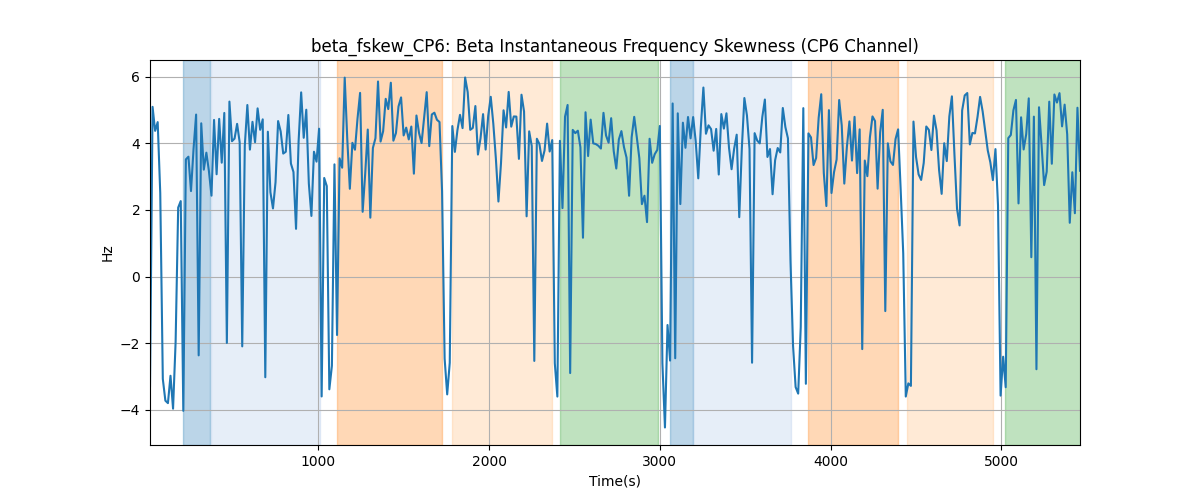 beta_fskew_CP6: Beta Instantaneous Frequency Skewness (CP6 Channel)
6
4
2
0
−2
−4
Hz
1000 2000 3000 4000 5000
Time(s)